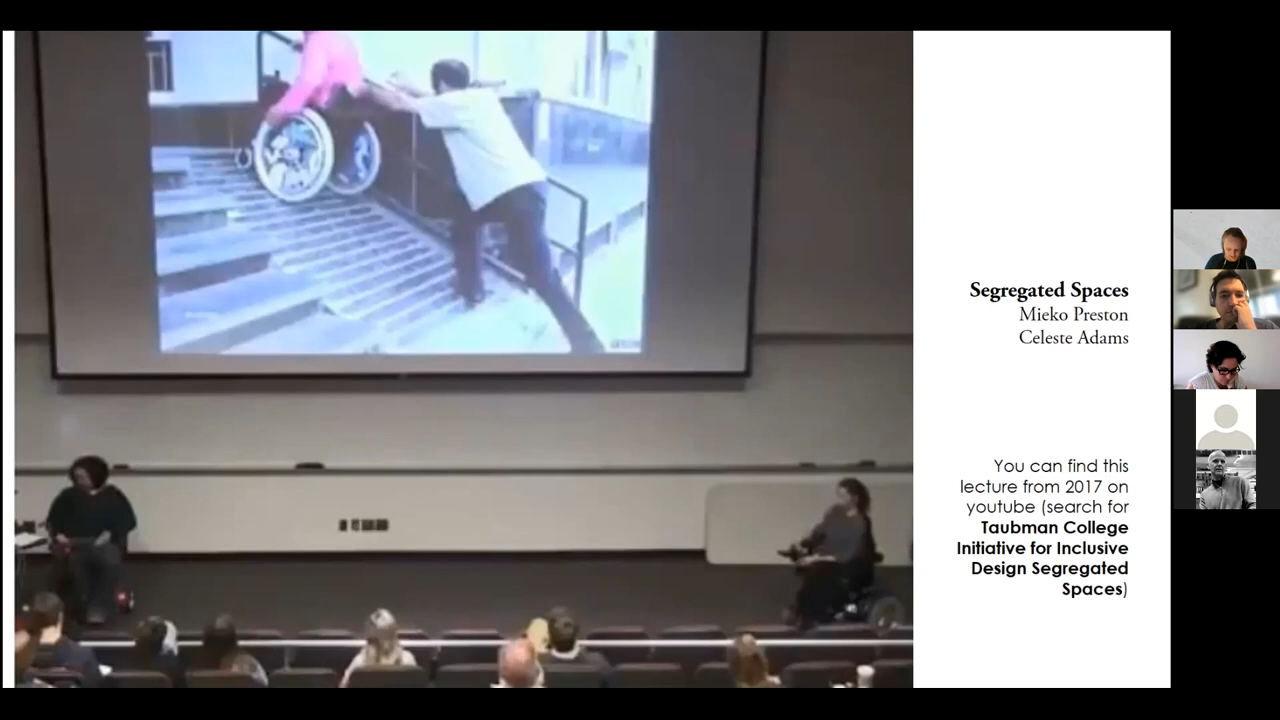 Segregated Spaces
Mieko Preston
Celeste Adams
You can find this
lecture from 2017 on
youtube (search for
Taubman College
Initiative for Inclusive
Design Segregated
Spaces)